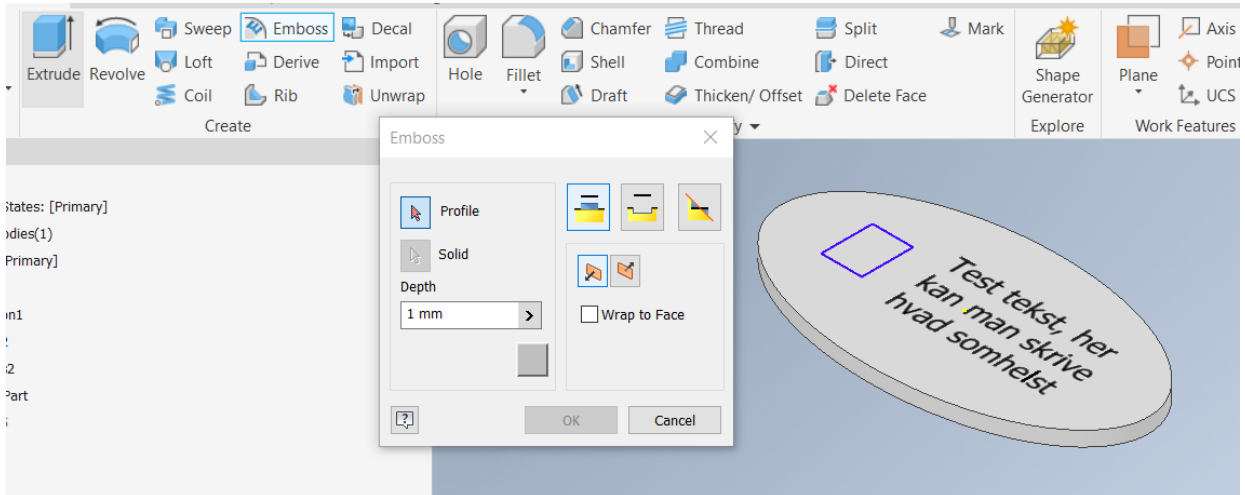 Extrude
Revolve
Sweep
Loft
Coil
Emboss
Derive
Rib
Decal
Import
Unwrap
Create
Hole
Fillet
Chamfer
Shell
Draft
Thread
Combine
Thicken/ Offset
Split
Direct
Delete Face
Mark
Shape
Generator
Explore
Plane
Axis
Point
UCS
Work Features
States: [Primary]
odies(1)
Primary]
on1
2
Part
Emboss
Profile
Solid
Depth
1 mm
Wrap to Face
OK
Cancel
Test tekst, her
kan man skrive
hvad somhelst